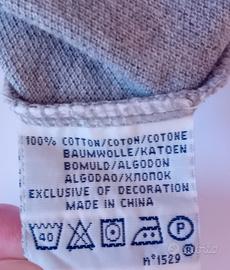 100% COTTON/COTON/COTONE
BAUMWOLLE/KATOEN
BOMULD/ALGODON
ALGODAO/ХЛОПОК
EXCLUSIVE OF DECORATION
MADE IN CHINA
40 P
n°1529